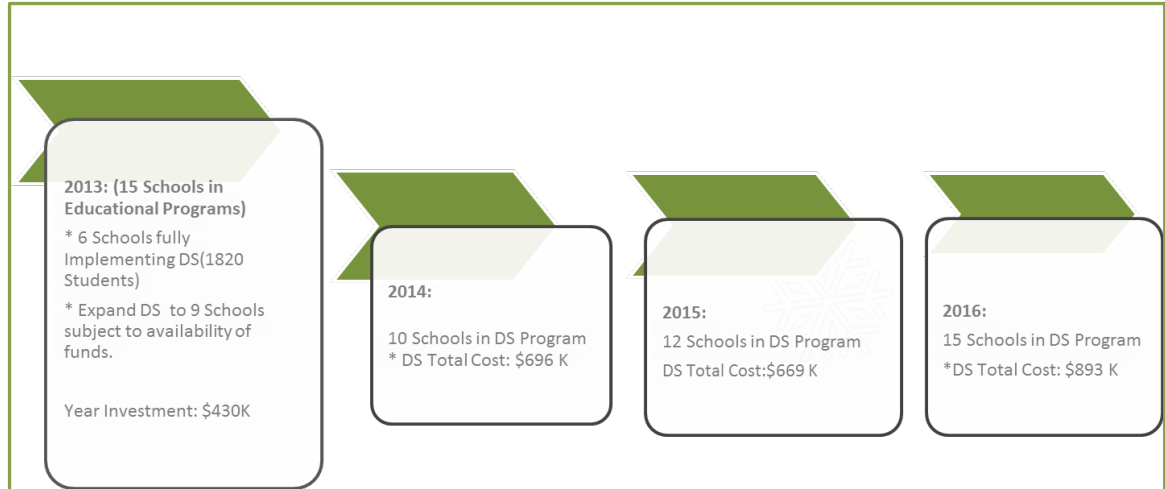 2013: (15 Schools in
Educational Programs)
* 6 Schools fully
Implementing DS(1820
Students)
* Expand DS  to 9 Schools
subject to availability of
funds.
Year Investment: $430K
2014:
10 Schools in DS Program
* DS Total Cost: $696 K
2015:
12 Schools in DS Program
DS Total Cost:$669 K
2016:
15 Schools in DS Program
*DS Total Cost: $893 K